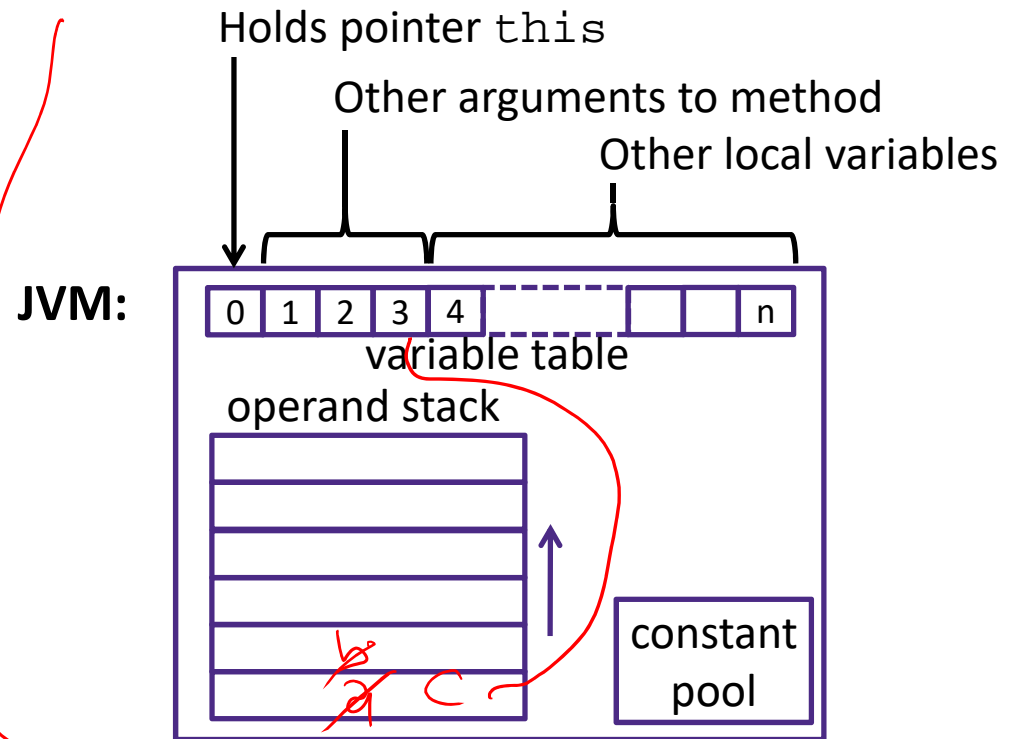 Holds pointer this
Other arguments to method
Other local variables
JVM:
0 1 2 3 4 n
variable table
operand stack
b
a c
constant
pool